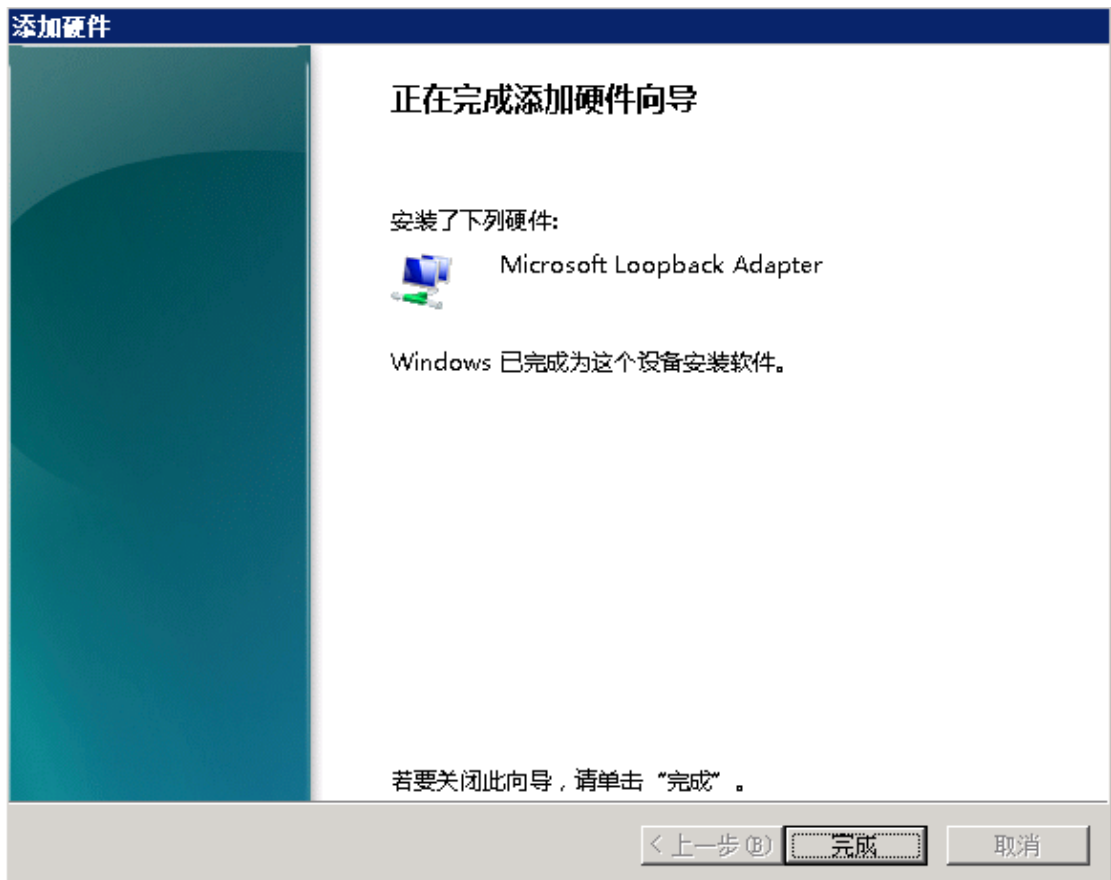 添加硬件
正在完成添加硬件向导
安装了下列硬件:
Microsoft Loopback Adapter
Windows 已完成为这个设备安装软件。
若要关闭此向导，请单击“完成”。
< 上一步(B)
完成
取消